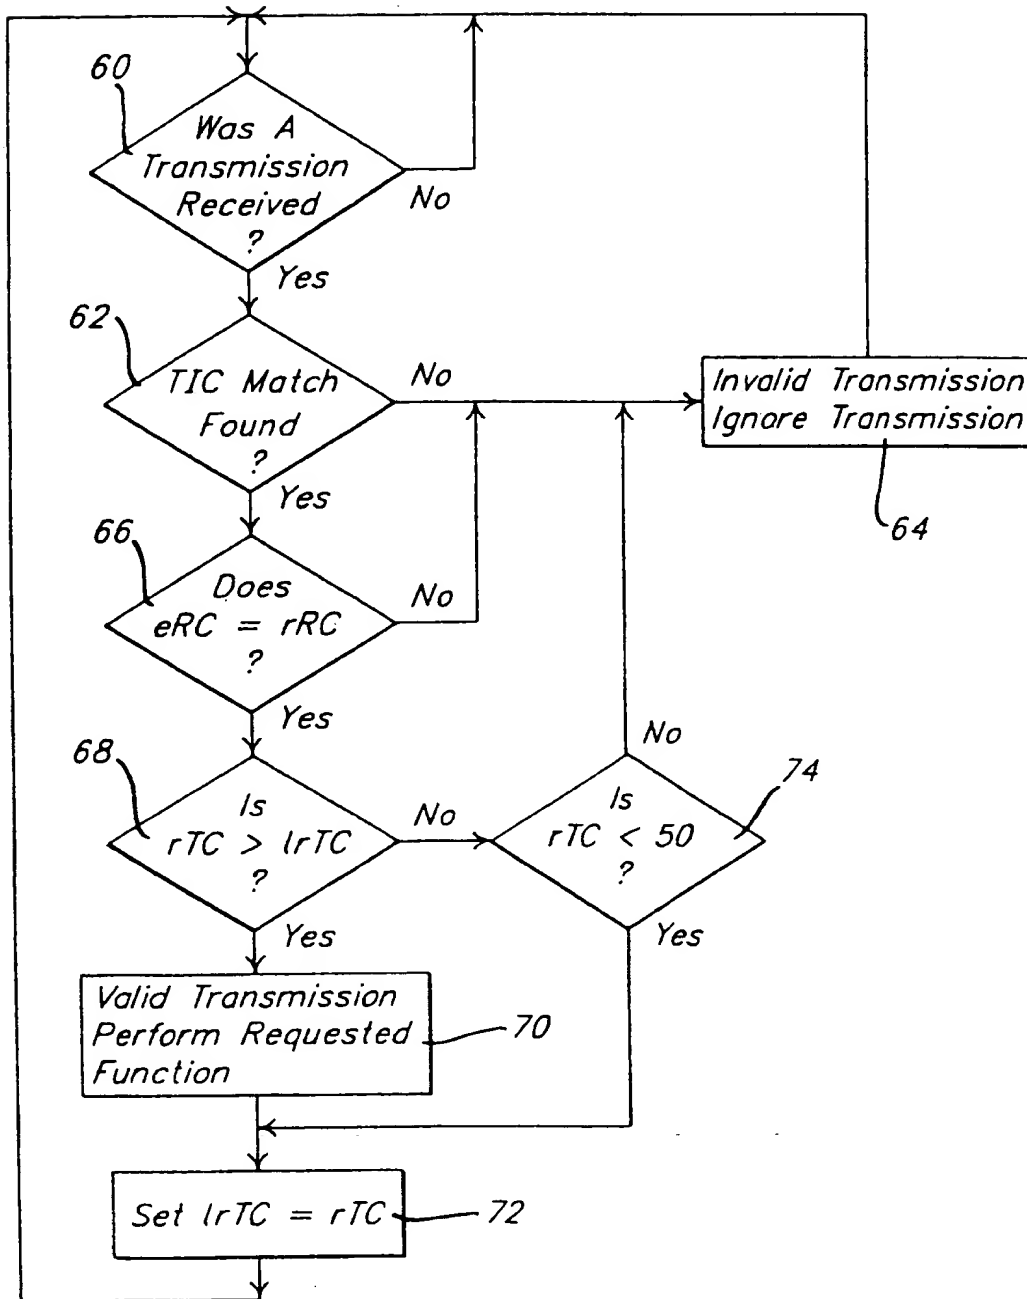 60
Was A
Transmission
Received
?
No
Yes
62
TIC Match
Found
?
No
Yes
Invalid Transmission
Ignore Transmission
64
66
Does
eRC = rRC
?
No
Yes
68
Is
rTC > lrTC
?
No
Yes
Is
rTC < 50
?
74
No
Yes
Valid Transmission
Perform Requested
Function
70
Set lrTC = rTC
72